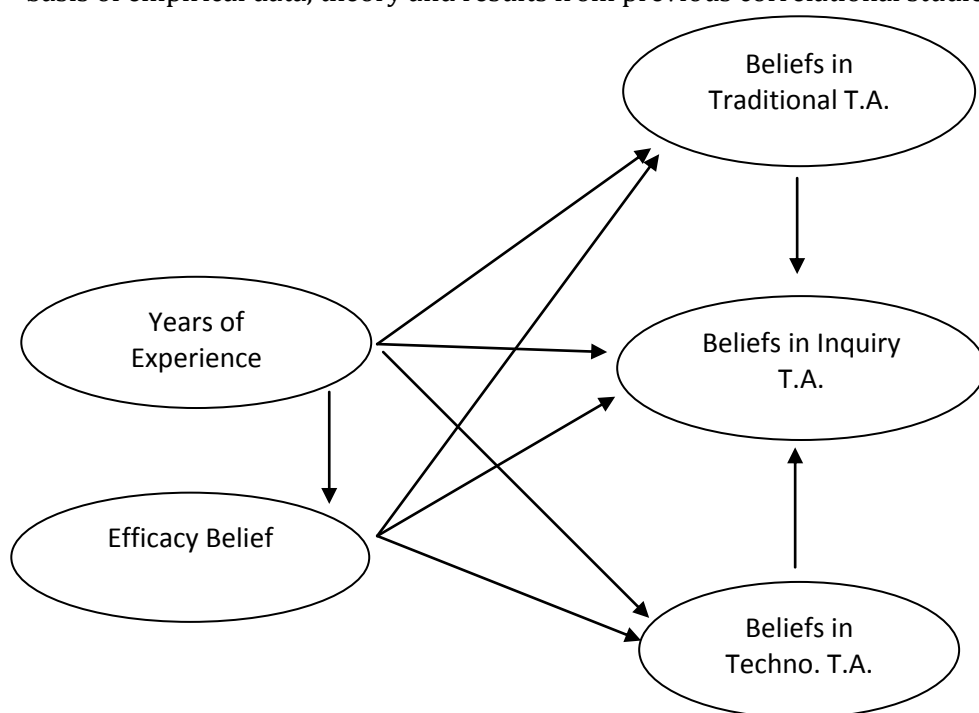 basis of empirical data, theory and results from previous correlational
Beliefs in
Traditional T.A.
Years of
Experience
Beliefs in Inquiry
T.A.
Efficacy Belief
Beliefs in
Techno. T.A.